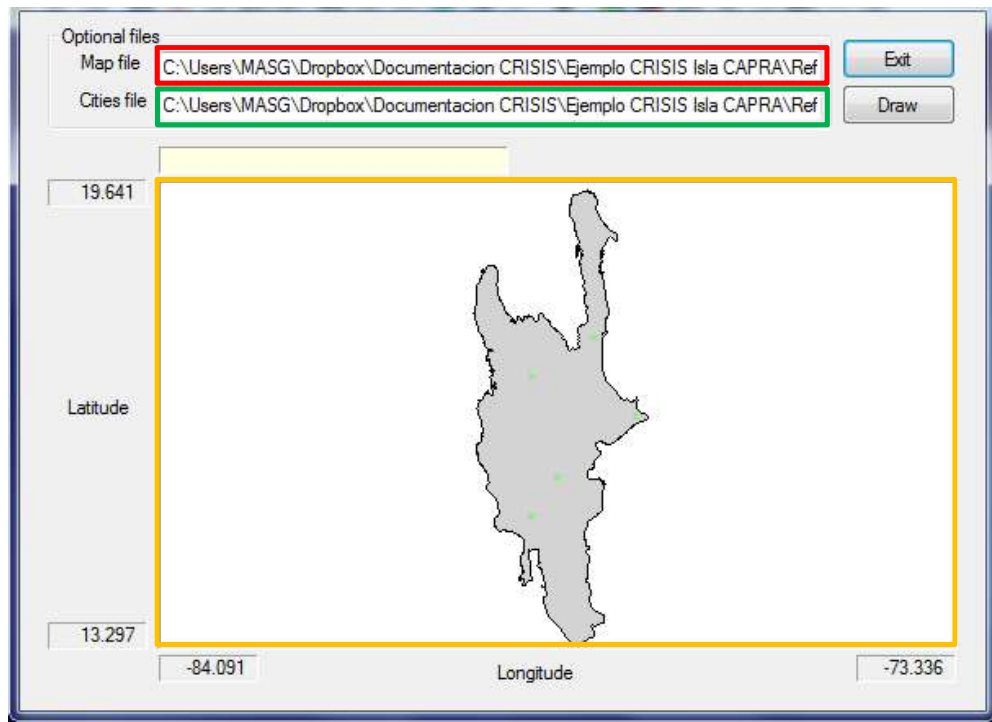 Optional files
Map file C:\Users\MASG\Dropbox\Documentacion CRISIS\Ejemplo CRISIS Isla CAPRA\Ref Exit
Cities file C:\Users\MASG\Dropbox\Documentacion CRISIS\Ejemplo CRISIS Isla CAPRA\Ref Draw
19.641
Latitude
13.297
-84.091 Longitude -73.336